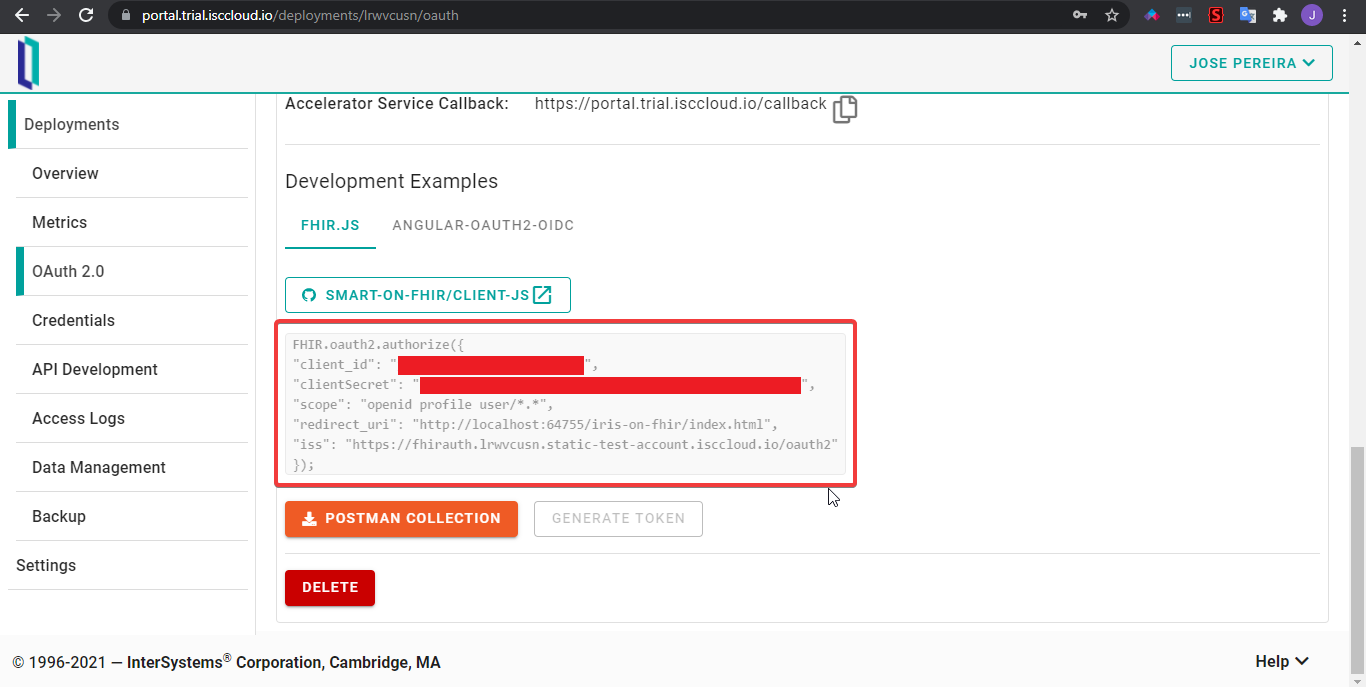 portal.trial.isccloud.io/deployments/lrwvcusn/oauth
S
J
JOSE PEREIRA
Deployments
Overview
Metrics
OAuth 2.0
Credentials
API Development
Access Logs
Data Management
Backup
Settings
Accelerator Service Callback: https://portal.trial.isccloud.io/callback
Development Examples
FHIR.JS ANGULAR-OAUTH2-OIDC
SMART-ON-FHIR/CLIENT-JS
FHIR.oauth2.authorize({
"client_id": "",
"clientSecret": "",
"scope": "openid profile user/*.*",
"redirect_uri": "http://localhost:64755/iris-on-fhir/index.html",
"iss": "https://fhirauth.lrwvcusn.static-test-account.isccloud.io/oauth2"
});
POSTMAN COLLECTION GENERATE TOKEN
DELETE
© 1996-2021 — InterSystems® Corporation, Cambridge, MA
Help